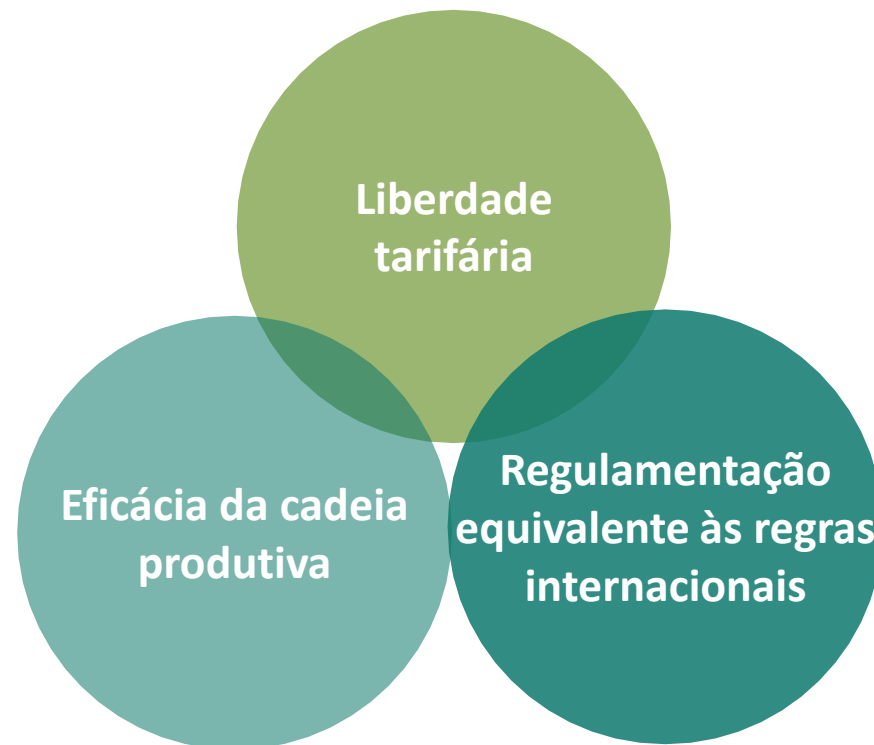 Liberdade
tarifária
Eficácia da cadeia
produtiva
Regulamentação
equivalente às regras
internacionais